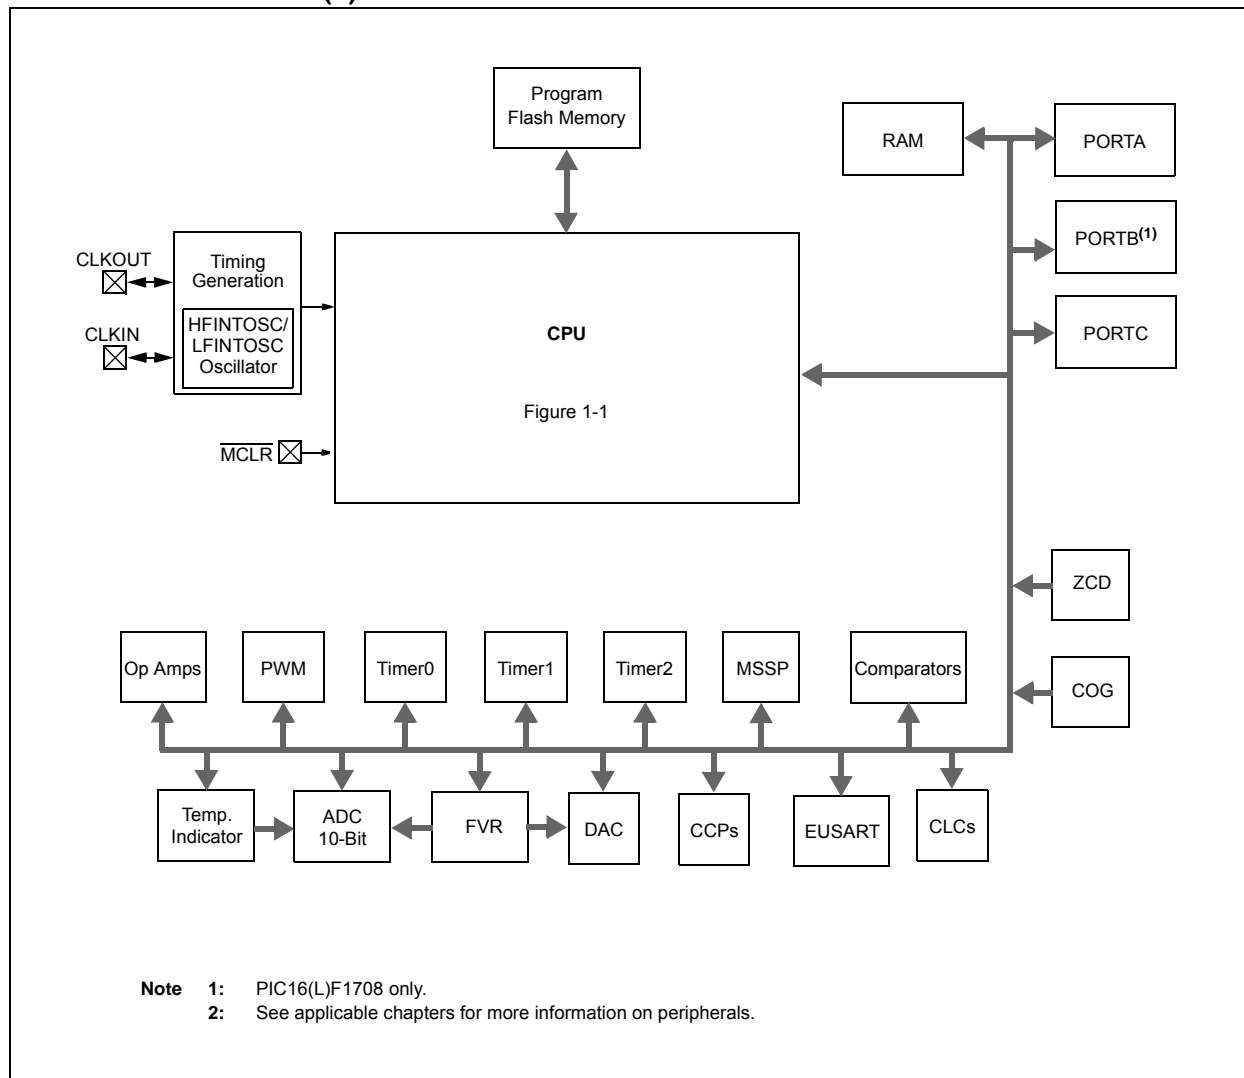 Program
Flash Memory
RAM
PORTA
PORTB(1)
PORTC
CLKOUT
Timing
Generation
HFINTOSC/
LFINTOSC
Oscillator
CLKIN
CPU
Figure 1-1
MCLR
ZCD
COG
Op Amps
PWM
Timer0
Timer1
Timer2
MSSP
Comparators
Temp.
Indicator
ADC
10-Bit
FVR
DAC
CCPs
EUSART
CLCs
Note 1: PIC16(L)F1708 only.
2: See applicable chapters for more information on peripherals.